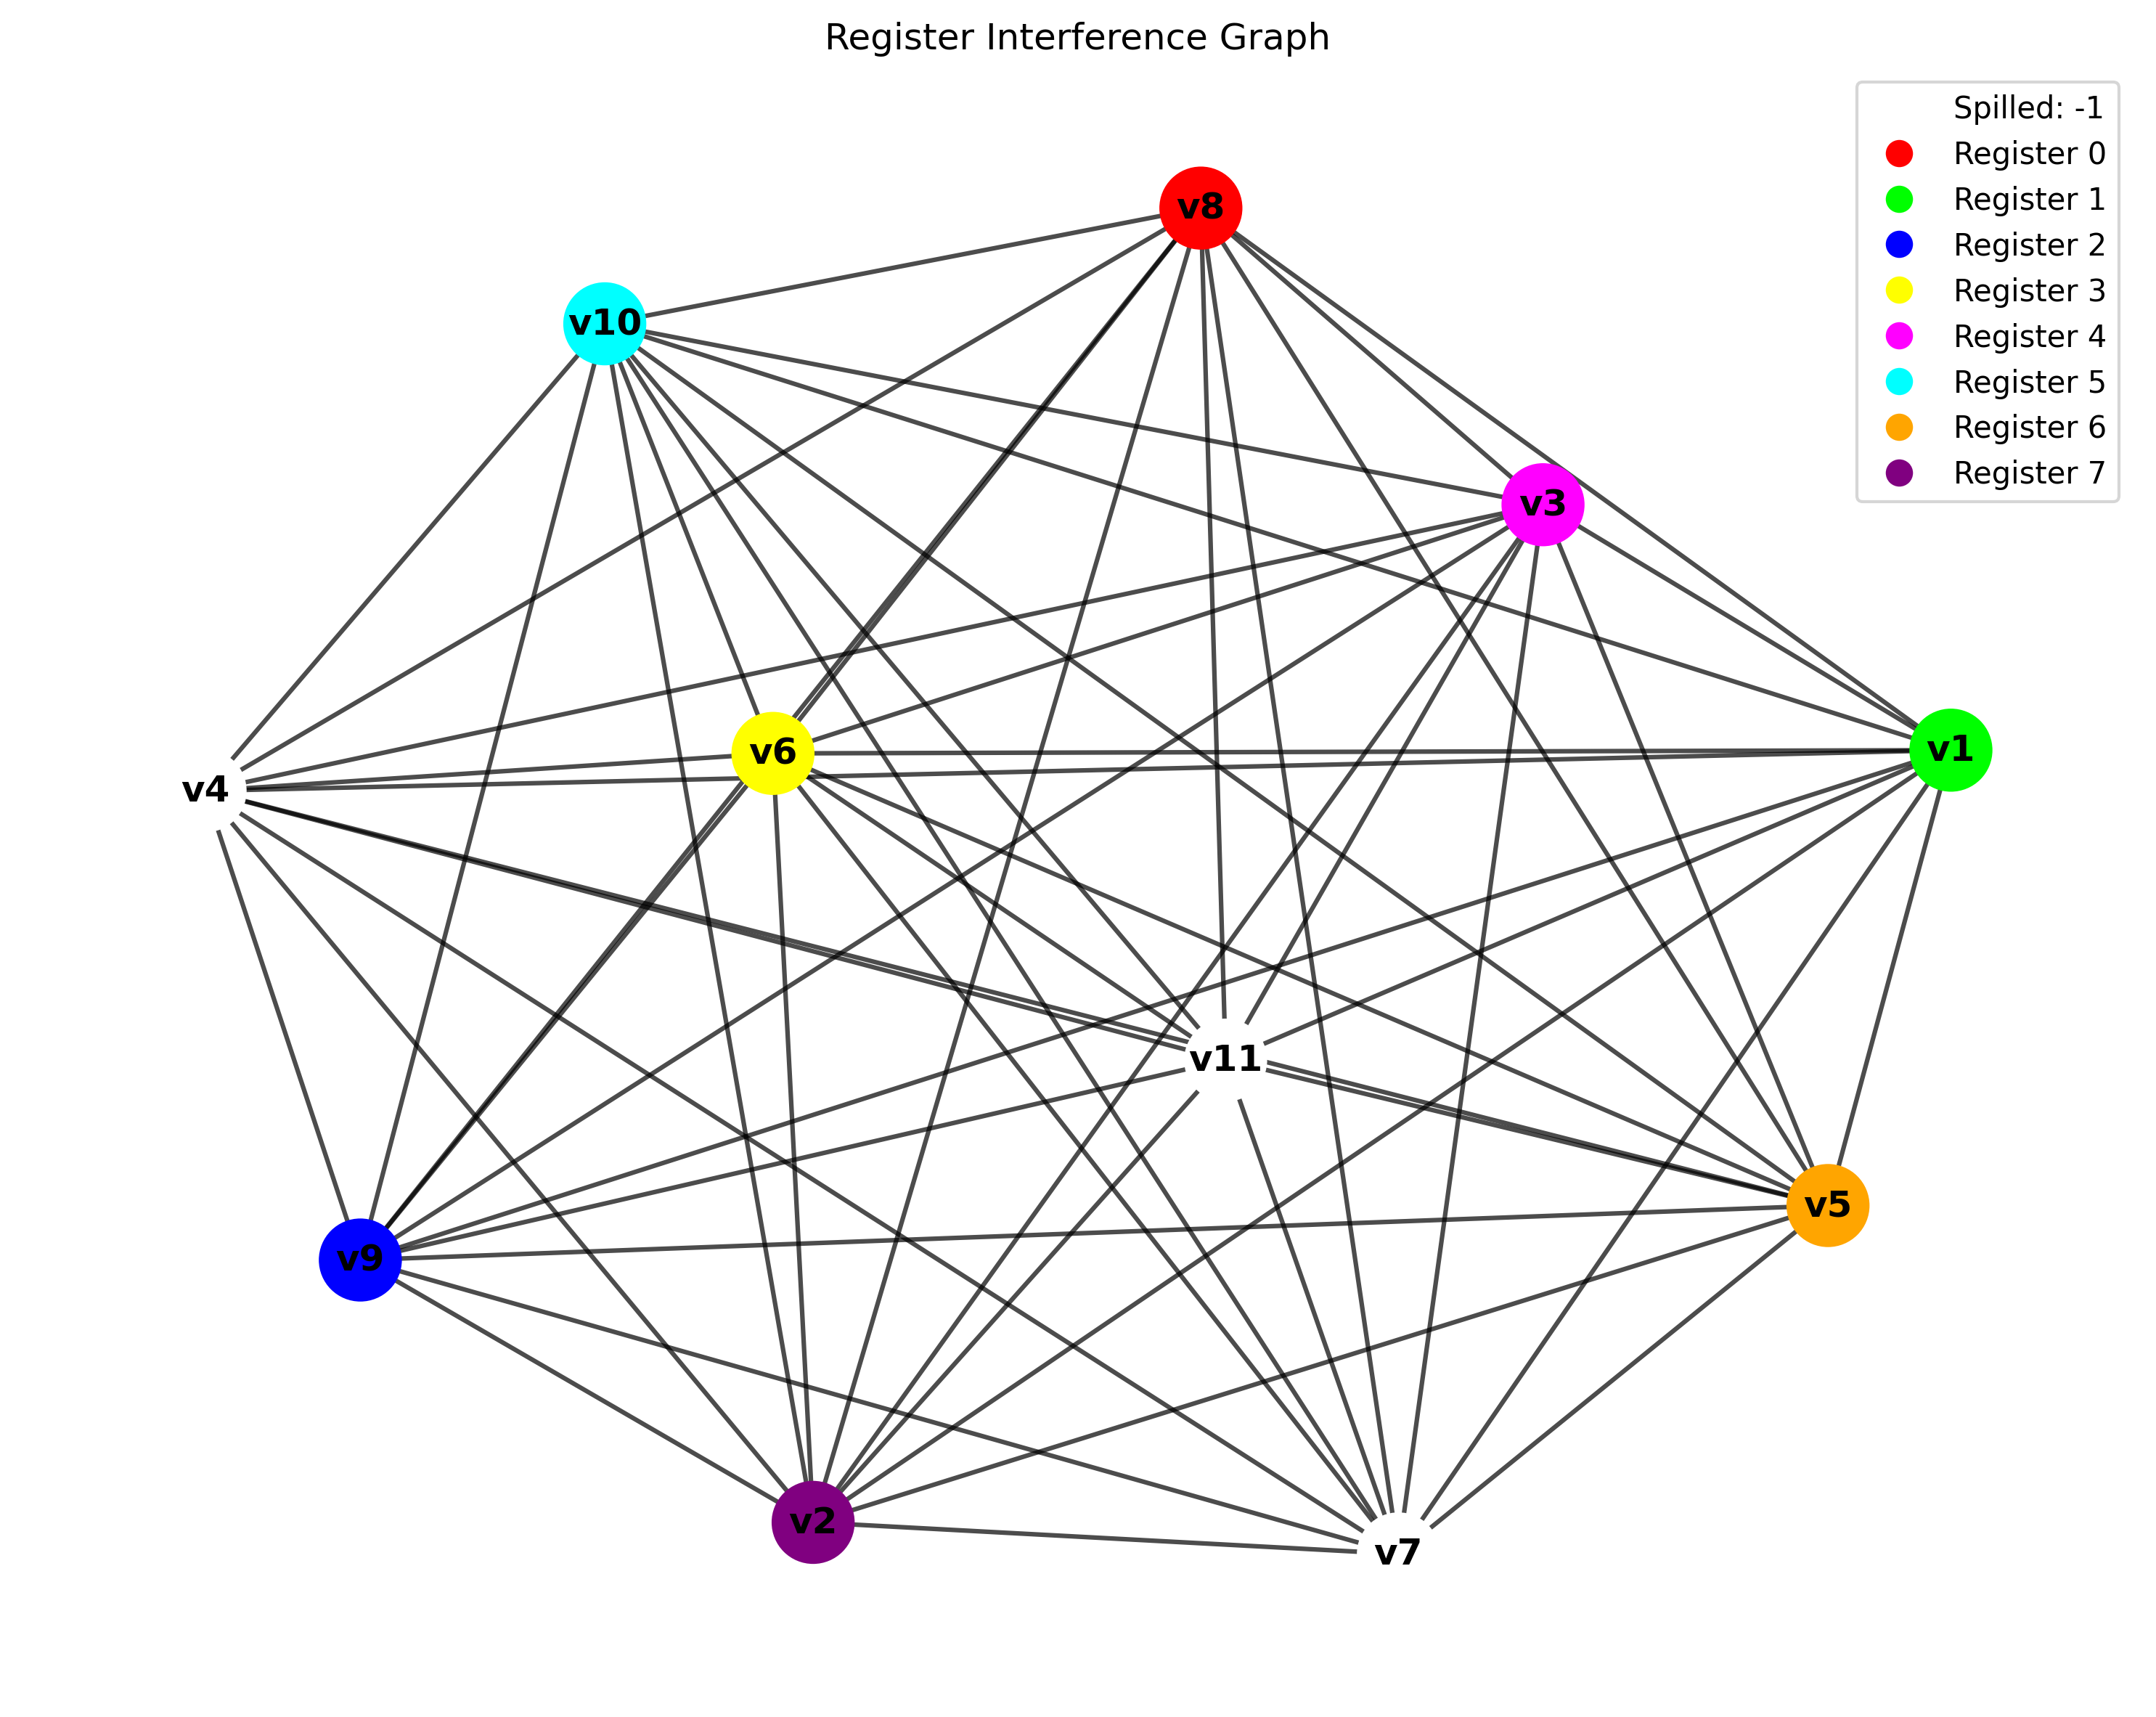 Register Interference Graph
Spilled: -1
Register 0
Register 1
Register 2
Register 3
Register 4
Register 5
Register 6
Register 7
v8
v10
v3
v6
v1
v4
v11
v5
v9
v2
v7